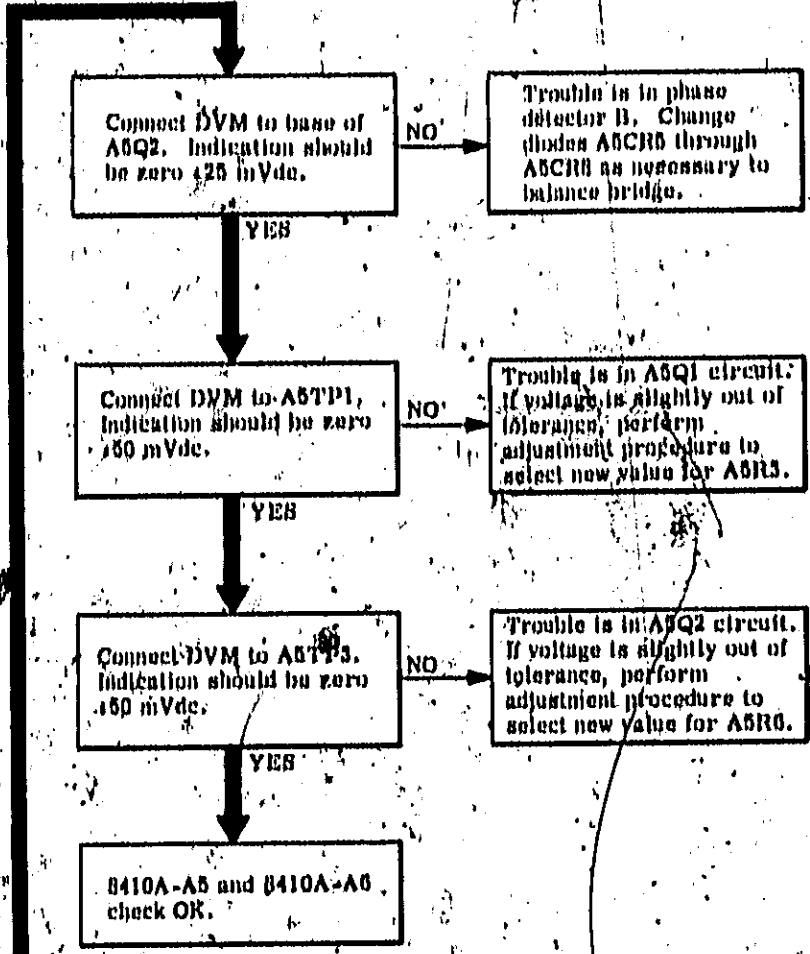 Connect DVM to base of
A5Q2. Indication should
be zero ±25 mVdc.
NO
Trouble is in phase
detector B. Change
diodes A5CR5 through
A5CR8 as necessary to
balance bridge.
YES
Connect DVM to A5TP1,
Indication should be zero
±50 mVdc.
NO
Trouble is in A5Q1 circuit.
If voltage is slightly out of
tolerance, perform
adjustment procedure to
select new value for
YES
Connect DVM to A5TP3.
Indication should be zero
±50 mVdc.
NO
Trouble is in A5Q2 circuit.
If voltage is slightly out of
tolerance, perform
adjustment procedure to
select new value for A5R6.
YES
8410A-A5 and 8410A-A6
check OK.